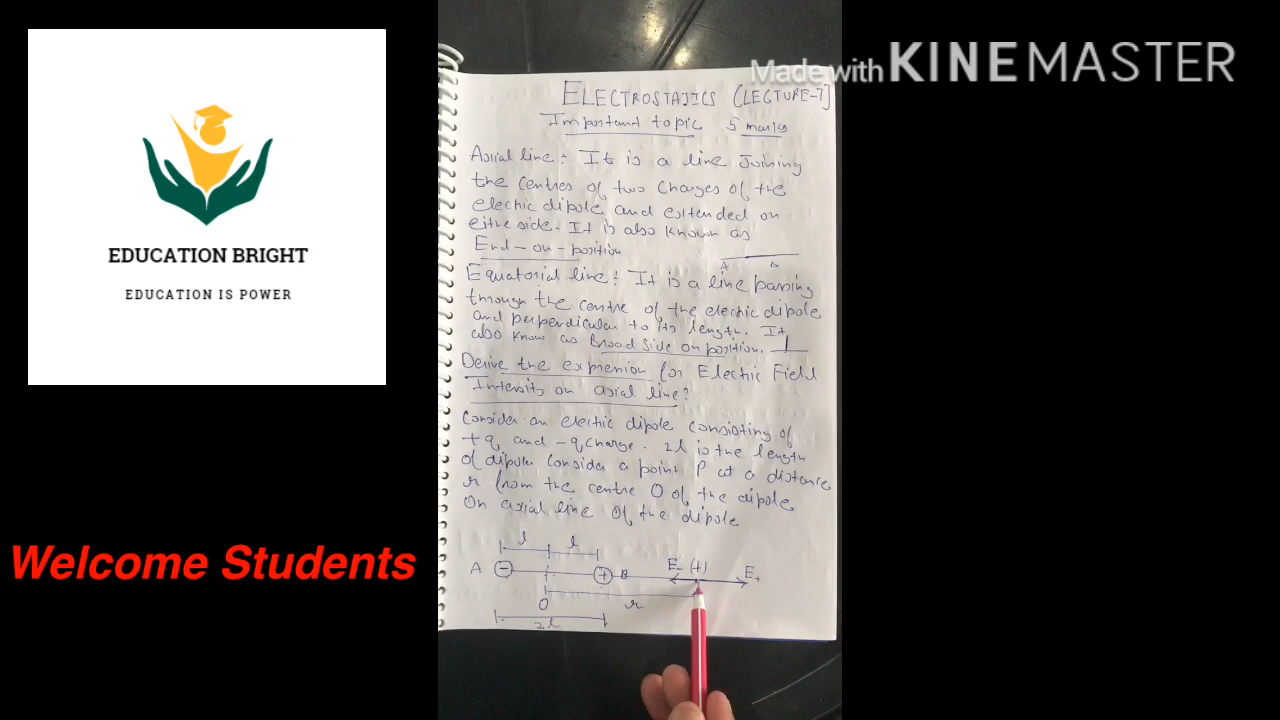 Made with KINEMASTER
EDUCATION BRIGHT
EDUCATION IS POWER
Welcome Students
ELECTROSTATICS (LECTURE-7)
Important topic 5 marks
Axial line : It is a line Joining
the centres of two charges of the
electric dipole and extended on
either side. It is also known as
End-on-position
A B
Equatorial line : It is a line passing
through the centre of the electric dipole
and perpendicular to its length. It
also know as Broad Side on position.
Derive the expression for Electric Field
Intensity on axial line?
Consider an electric dipole consisting of
+q and -q charge. 2l is the length
of dipole. Consider a point P at a distance
r from the centre O of the dipole
On axial line of the dipole
l l
A - + B E- (+) E+
O r
2l